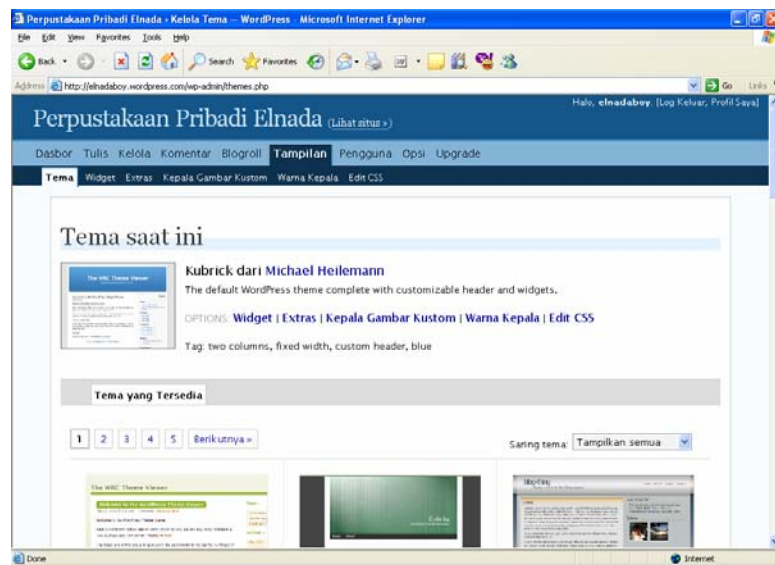 Perpustakaan Pribadi Elnada › Kelola Tema — WordPress - Microsoft Internet Explorer
File Edit View Favorites Tools Help
Back Search Favorites
Address http://elnadaboy.wordpress.com/wp-admin/themes.php Go Links
Halo, elnadaboy. [Log Keluar, Profil Saya]
Perpustakaan Pribadi Elnada (Lihat situs »)
Dasbor Tulis Kelola Komentar Blogroll Tampilan Pengguna Opsi Upgrade
Tema Widget Extras Kepala Gambar Kustom Warna Kepala Edit CSS
Tema saat ini
Kubrick dari Michael Heilemann
The default WordPress theme complete with customizable header and widgets.
OPTIONS: Widget | Extras | Kepala Gambar Kustom | Warna Kepala | Edit CSS
Tag: two columns, fixed width, custom header, blue
The WRC Theme Viewer
Tema yang Tersedia
1 2 3 4 5 Berikutnya »
Saring tema: Tampilkan semua
The WRC Theme Viewer
Welcome to the WordPress Theme Viewer
Done Internet